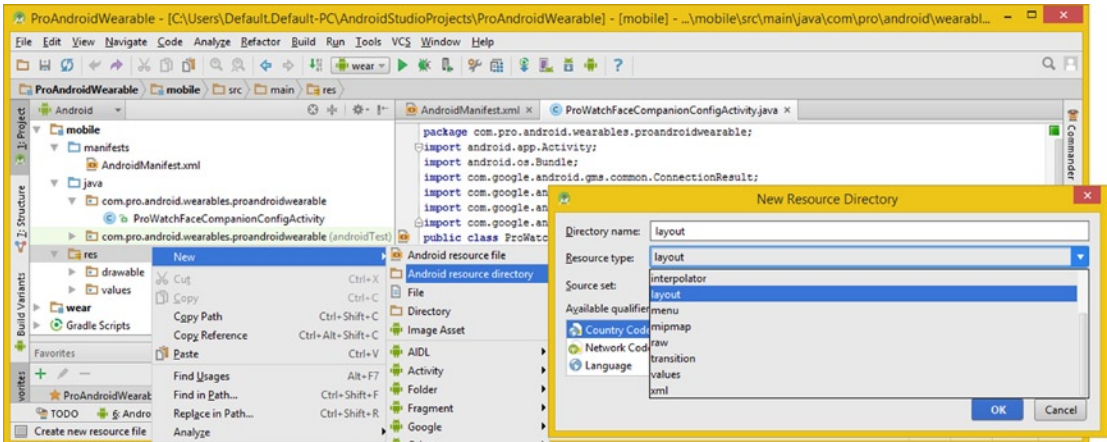 ProAndroidWearable - [C:\Users\Default.Default-PC\AndroidStudioProjects\ProAndroidWearable] - [mobile] - ...\mobile\src\main\java\com\pro\android\wearabl...
File Edit View Navigate Code Analyze Refactor Build Run Tools VCS Window Help
wear
ProAndroidWearable mobile src main res
1: Project
Structure
Build Variants
Android
mobile
manifests
AndroidManifest.xml
java
com.pro.android.wearables.proandroidwearable
ProWatchFaceCompanionConfigActivity
com.pro.android.wearables.proandroidwearable (androidTest)
res
drawable
values
wear
Gradle Scripts
Favorites
ProAndroidWearab
TODO 6: Andro
Create new resource file
AndroidManifest.xml ProWatchFaceCompanionConfigActivity.java
Commander
package com.pro.android.wearables.proandroidwearable;
import android.app.Activity;
import android.os.Bundle;
import com.google.android.gms.common.ConnectionResult;
import com.google.an
import com.google.an
import com.google.an
public class ProWatc
New
Cut Ctrl+X
Copy Ctrl+C
Copy Path Ctrl+Shift+C
Copy Reference Ctrl+Alt+Shift+C
Paste Ctrl+V
Find Usages Alt+F7
Find in Path... Ctrl+Shift+F
Replace in Path... Ctrl+Shift+R
Analyze
Android resource file
Android resource directory
File
Directory
Image Asset
AIDL
Activity
Folder
Fragment
Google
New Resource Directory
Directory name: layout
Resource type: layout
Source set:
Available qualifier
Country Code
Network Cod
Language
interpolator
layout
menu
mipmap
raw
transition
values
xml
OK Cancel